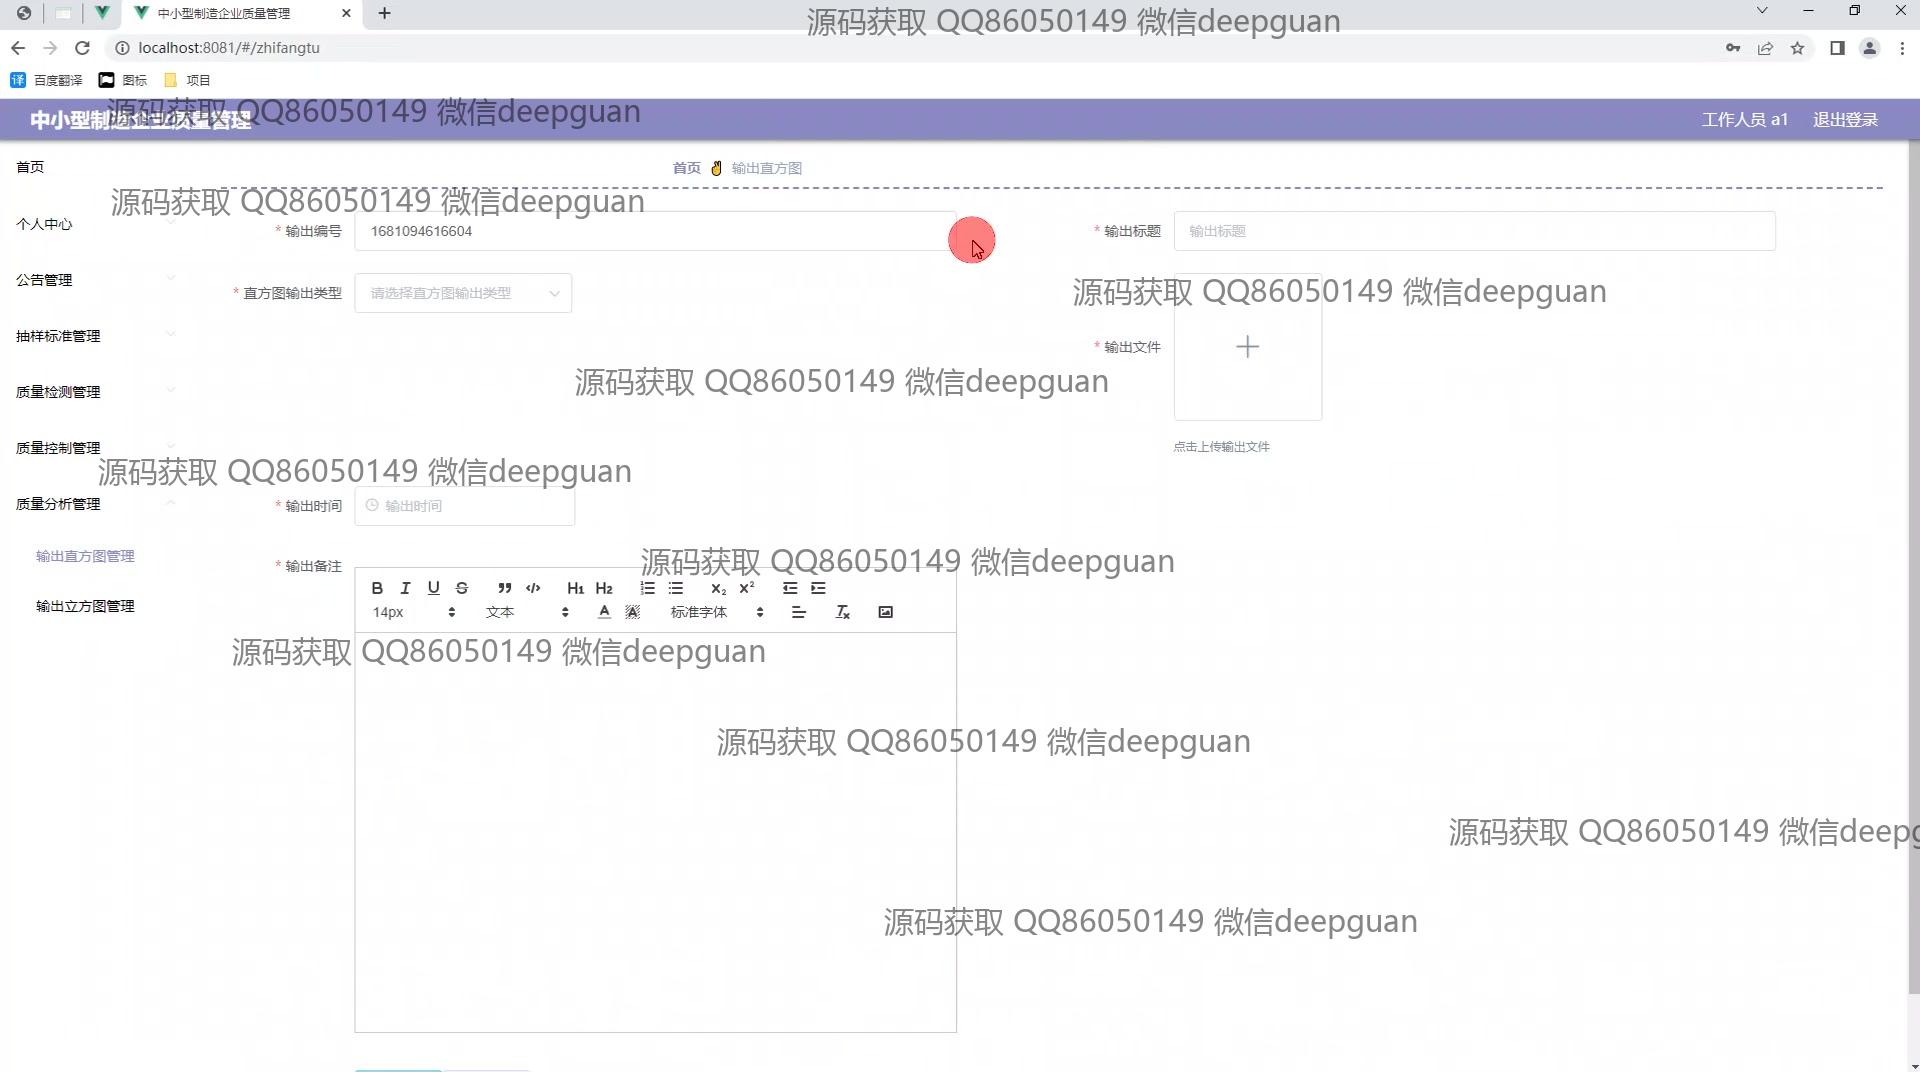 中小型制造企业质量管理
源码获取 QQ86050149 微信deepguan
localhost:8081/#/zhifangtu
百度翻译 图标 项目
中小型制造企业质量管理
源码获取 QQ86050149 微信deepguan
工作人员 a1 退出登录
首页
首页 输出直方图
源码获取 QQ86050149 微信deepguan
个人中心
* 输出编号 1681094616604
* 输出标题 输出标题
公告管理
* 直方图输出类型 请选择直方图输出类型
源码获取 QQ86050149 微信deepguan
抽样标准管理
* 输出文件
源码获取 QQ86050149 微信deepguan
质量检测管理
质量控制管理
点击上传输出文件
源码获取 QQ86050149 微信deepguan
质量分析管理
* 输出时间 输出时间
输出直方图管理
* 输出备注
源码获取 QQ86050149 微信deepguan
B I U S H1 H2 X2 X2
输出立方图管理
14px 文本 A A 标准字体 Tx
源码获取 QQ86050149 微信deepguan
源码获取 QQ86050149 微信deepguan
源码获取 QQ86050149 微信deepg
源码获取 QQ86050149 微信deepguan